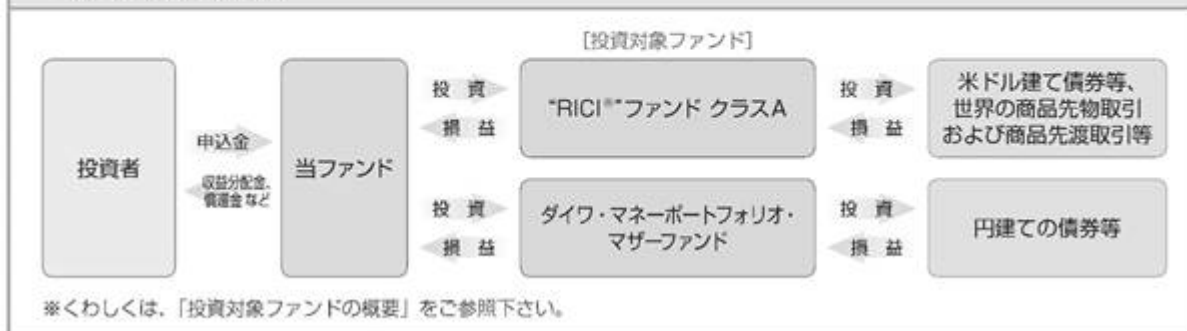 [投資対象ファンド]
投資者
申込金
収益分配金、
償還金 など
当ファンド
投 資
損 益
"RICI®"ファンド クラスA
投 資
損 益
米ドル建て債券等、
世界の商品先物取引
および商品先渡取引等
投 資
損 益
ダイワ・マネーポートフォリオ・
マザーファンド
投 資
損 益
円建ての債券等
※くわしくは、「投資対象ファンドの概要」をご参照下さい。